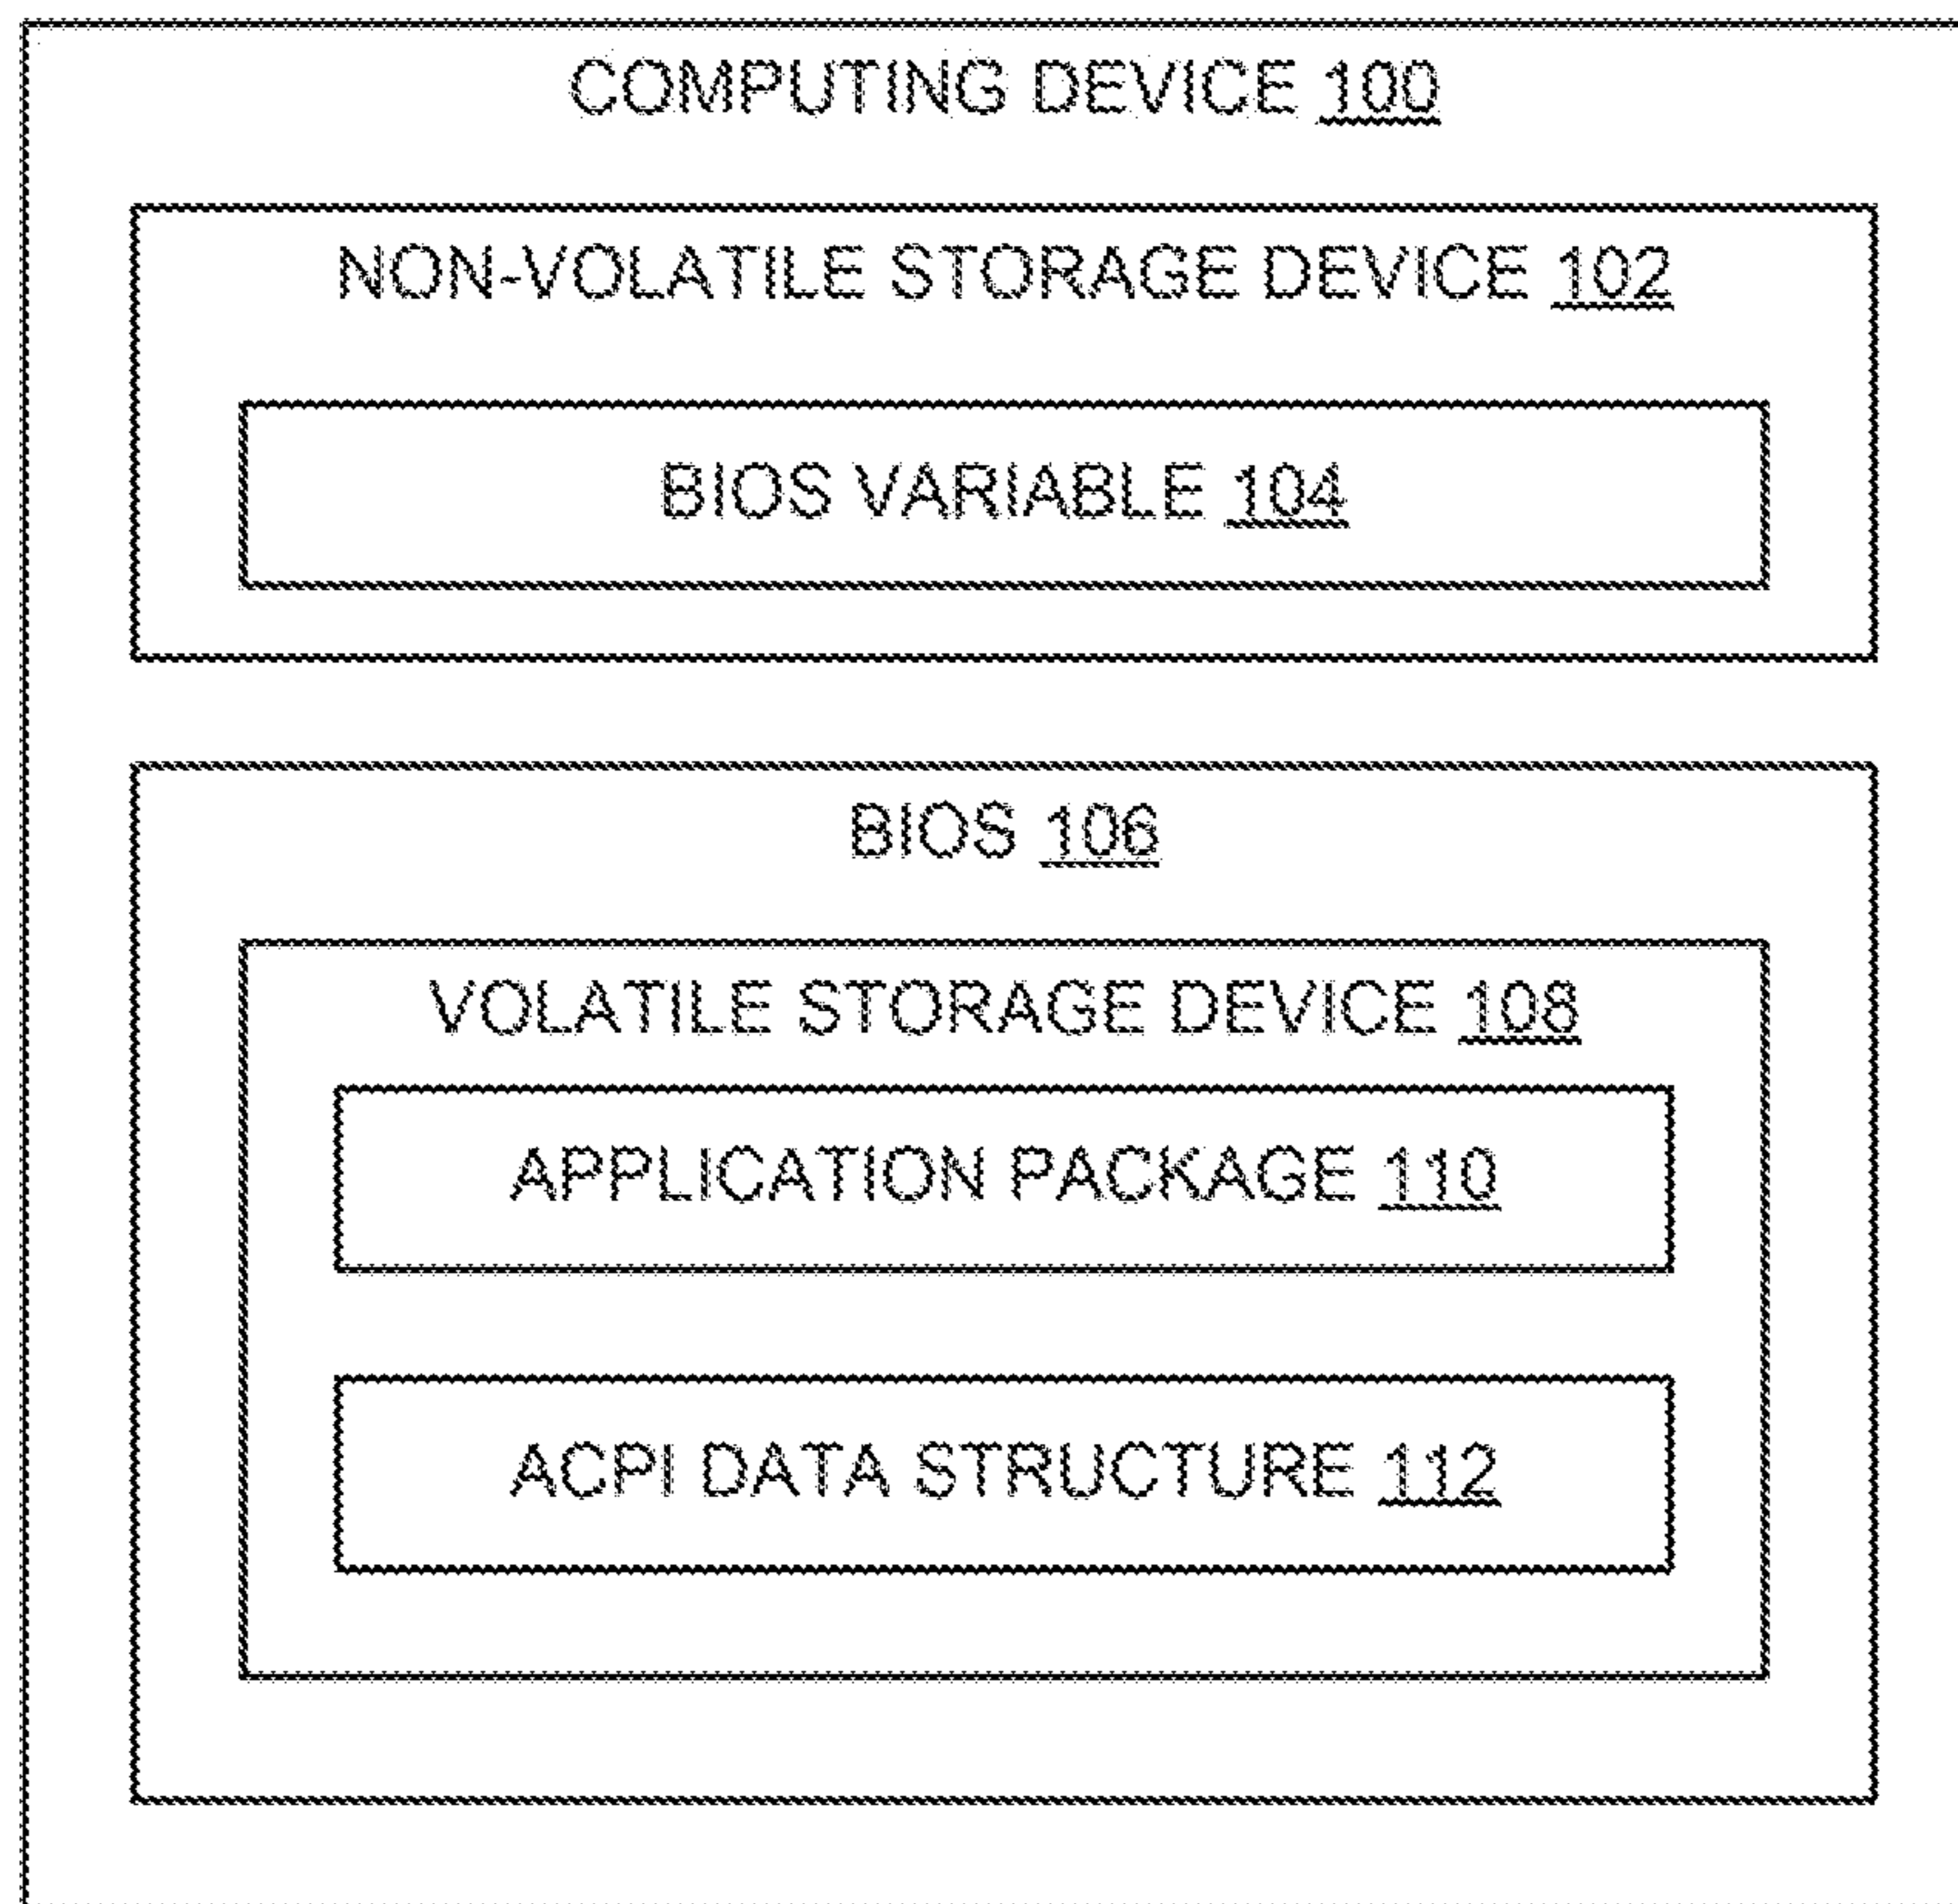 COMPUTING DEVICE 100
NON-VOLATILE STORAGE DEVICE 102
BIOS VARIABLE 104
BIOS 106
VOLATILE STORAGE DEVICE 108
APPLICATION PACKAGE 110
ACPI DATA STRUCTURE 112